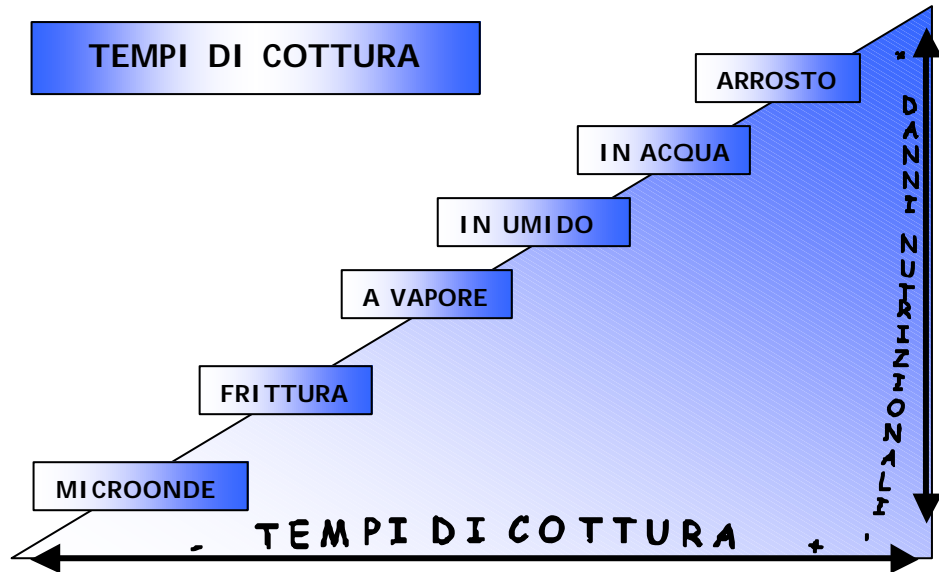 TEMPI DI COTTURA
ARROSTO
IN ACQUA
IN UMIDO
A VAPORE
FRITTURA
MICROONDE
+ DANNI NUTRIZIONALI -
- TEMPI DI COTTURA +